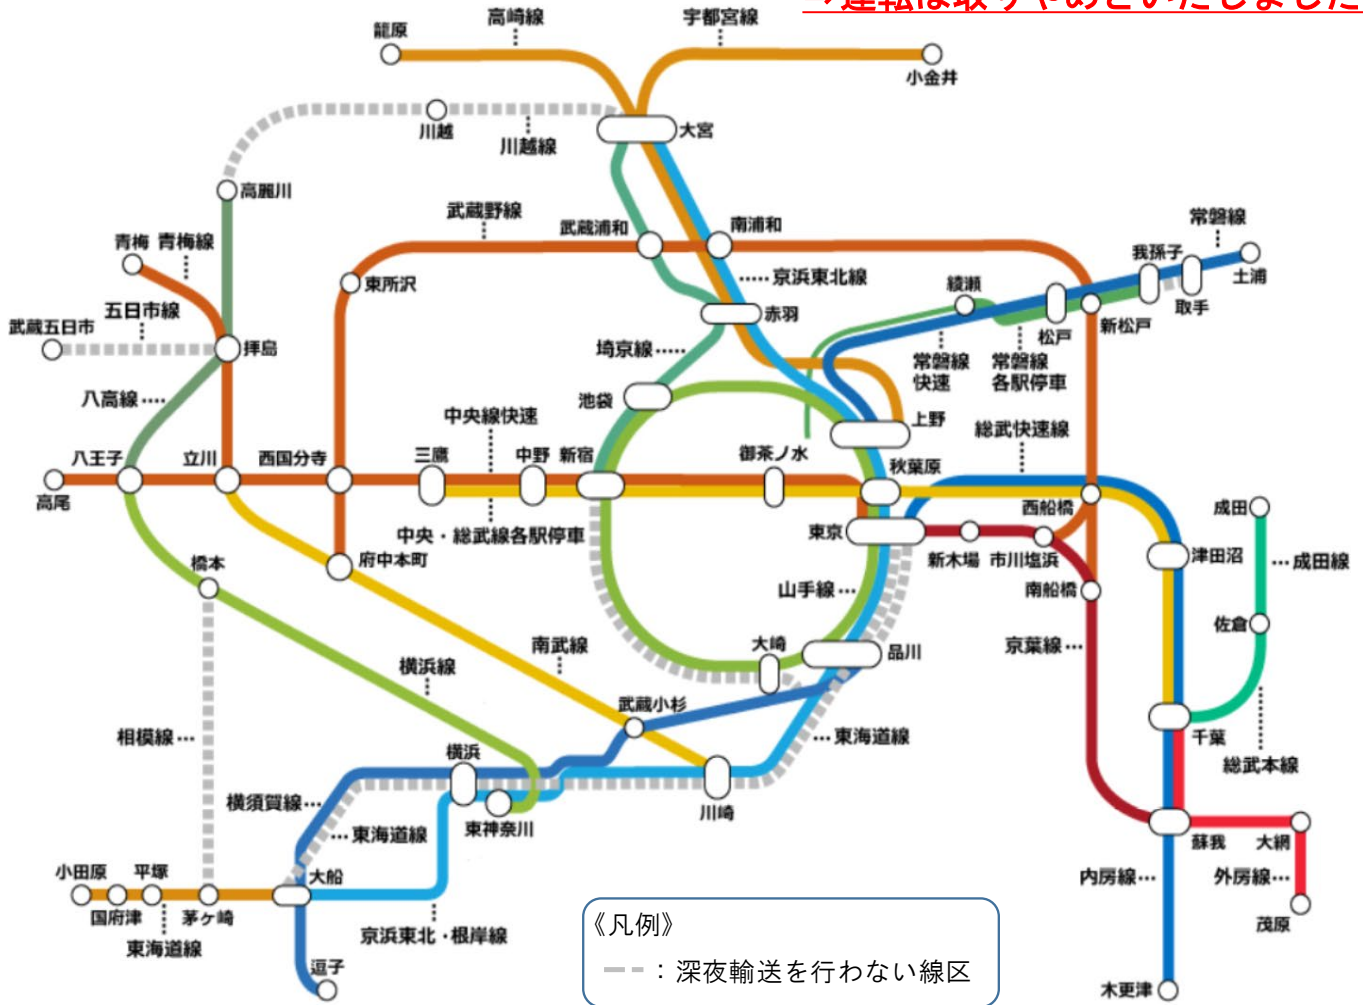 →運転は取りやめといたしました
高崎線
宇都宮線
籠原
小金井
川越
川越線
大宮
高麗川
武蔵野線
武蔵浦和
南浦和
常磐線
青梅
青梅線
我孫子
土浦
東所沢
京浜東北線
綾瀬
取手
五日市線
武蔵五日市
拝島
赤羽
松戸
新松戸
埼京線
常磐線
快速
常磐線
各駅停車
八高線
池袋
中央線快速
上野
総武快速線
八王子
立川
西国分寺
三鷹
中野
新宿
御茶ノ水
秋葉原
高尾
西船橋
成田
中央・総武線各駅停車
東京
新木場
市川塩浜
津田沼
成田線
橋本
府中本町
山手線
南船橋
佐倉
南武線
大崎
品川
京葉線
横浜線
武蔵小杉
相模線
東海道線
千葉
横浜
総武本線
横須賀線
東神奈川
川崎
東海道線
蘇我
大網
小田原
平塚
大船
内房線
外房線
国府津
茅ヶ崎
茂原
東海道線
京浜東北・根岸線
逗子
木更津
《凡例》
：深夜輸送を行わない線区